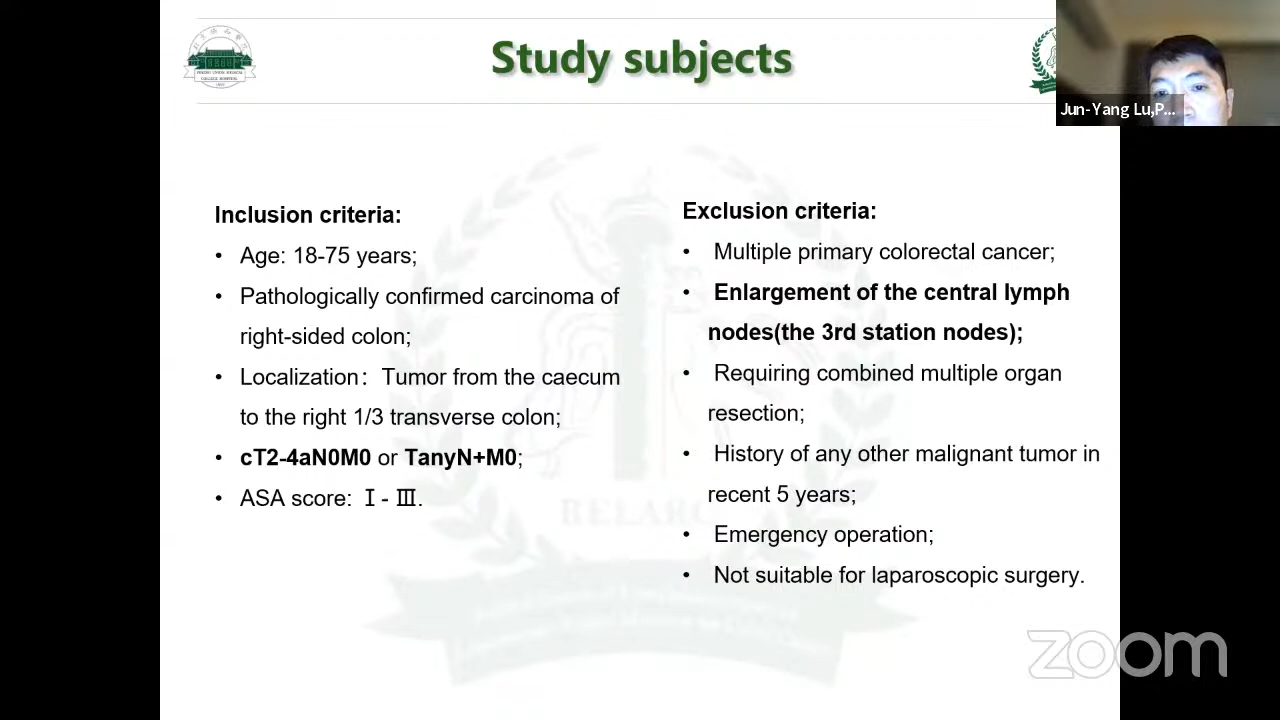 Study subjects
Jun-Yang Lu,P...
Inclusion criteria:
• Age: 18-75 years;
• Pathologically confirmed carcinoma of
right-sided colon;
• Localization： Tumor from the caecum
to the right 1/3 transverse colon;
• cT2-4aN0M0 or TanyN+M0;
• ASA score: Ⅰ- Ⅲ.
Exclusion criteria:
• Multiple primary colorectal cancer;
• Enlargement of the central lymph
nodes(the 3rd station nodes);
• Requiring combined multiple organ
resection;
• History of any other malignant tumor in
recent 5 years;
• Emergency operation;
• Not suitable for laparoscopic surgery.
RELARC
zoom